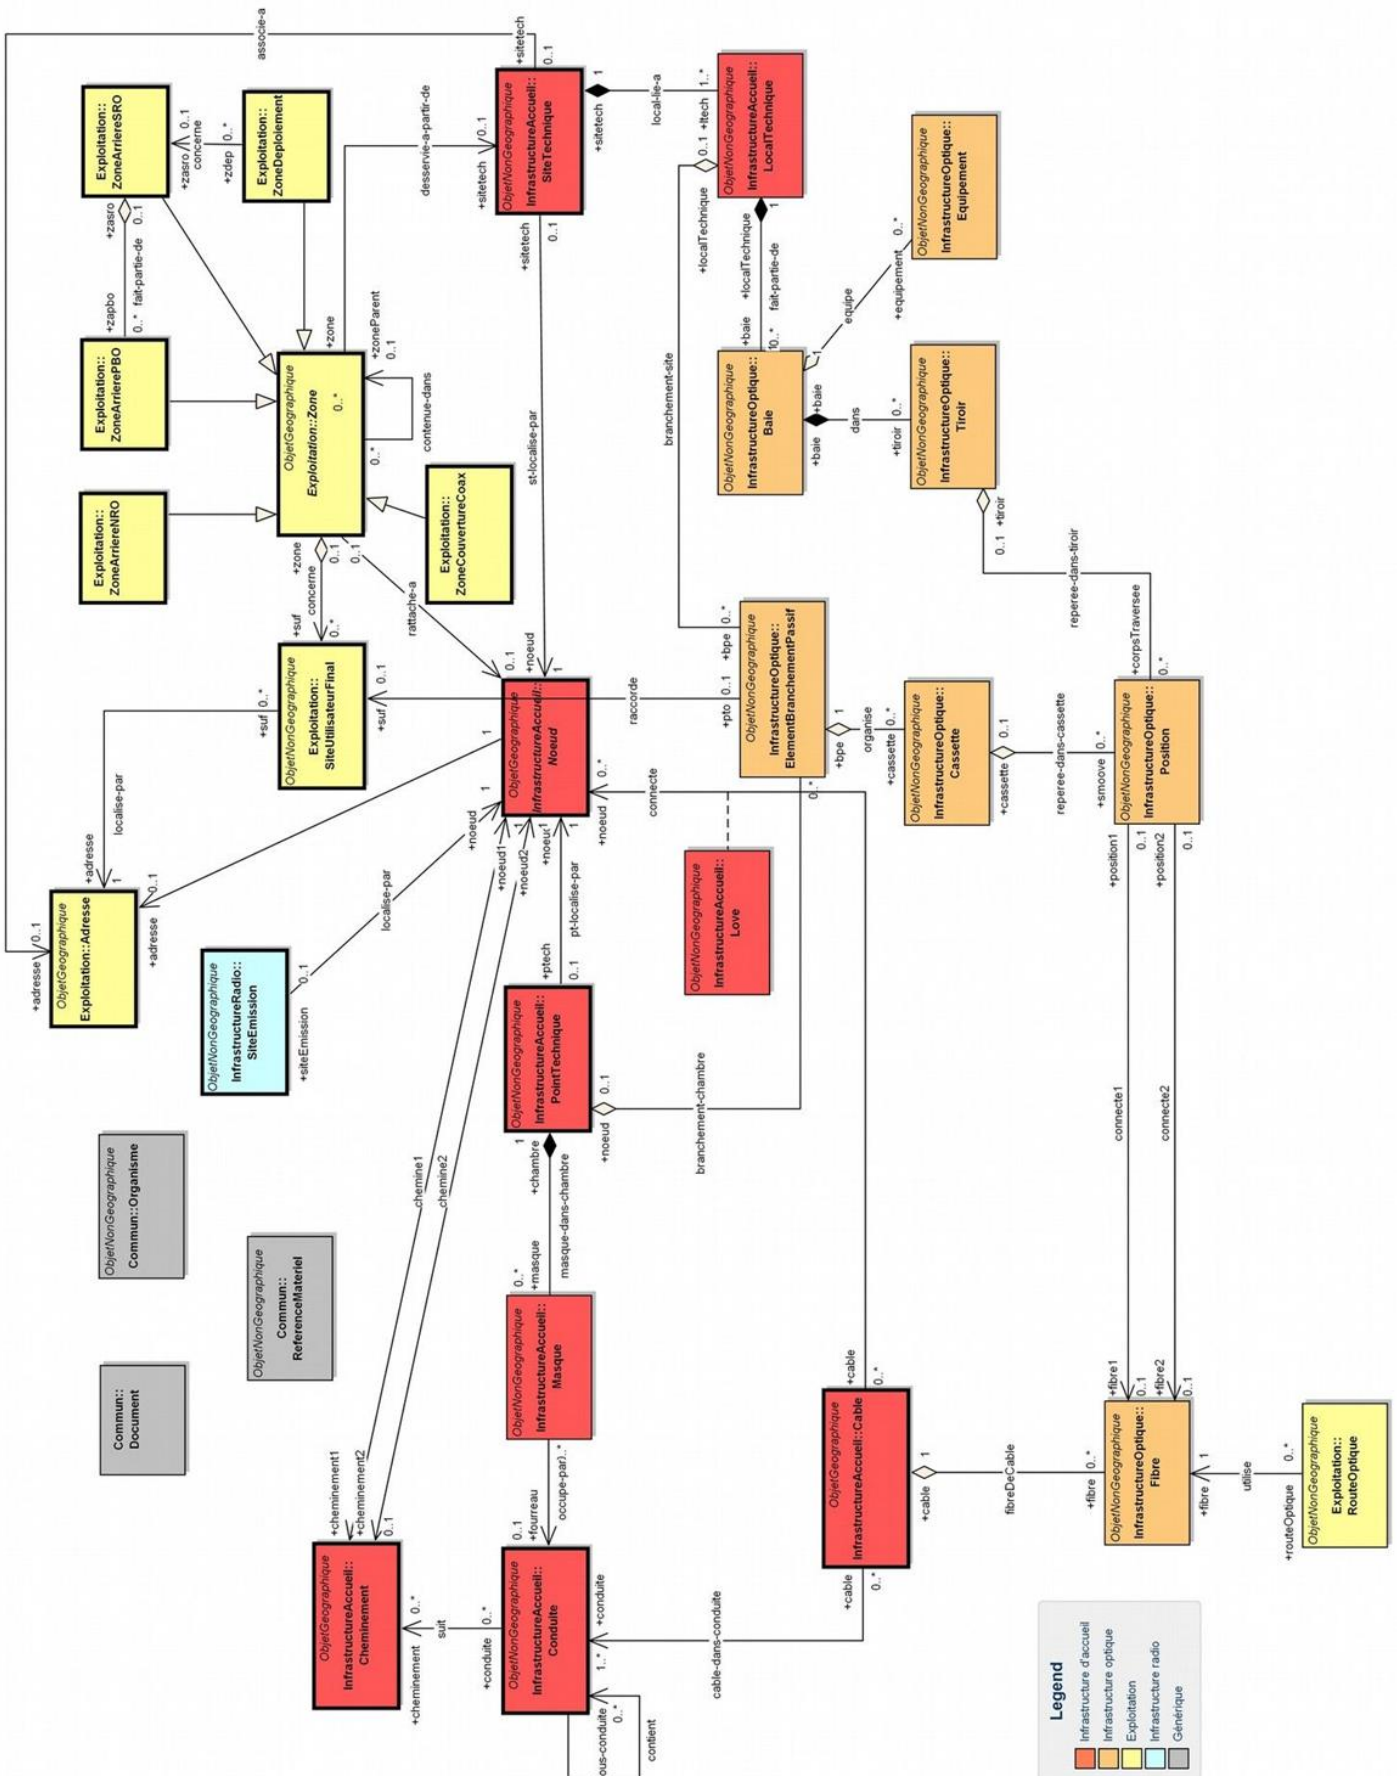 associe-a
+sitetech
0..1
Exploitation::
ZoneArriereSRO
+zasro
0..1
concerne
+zdep 0..*
Exploitation::
ZoneDeploiement
desservie-a-partir-de
+sitetech
0..1
ObjetNonGeographique
InfrastructureAccueil::
SiteTechnique
+sitetech
1
local-lie-a
+ltech
1..*
ObjetNonGeographique
InfrastructureAccueil::
LocalTechnique
+localTechnique
0..1
branchement-site
+localTechnique
1
fait-partie-de
+baie
ObjetNonGeographique
InfrastructureOptique::
Equipement
+equipement
0..*
equipe
+zasro
0..1
fait-partie-de
+zapbo
0..*
Exploitation::
ZoneArrierePBO
Exploitation::
ZoneArriereNRO
ObjetGeographique
Exploitation::Zone
+zone
0..*
+zoneParent
0..1
contenue-dans
0..*
Exploitation::
ZoneCouvertureCoax
+sitetech
0..1
st-localise-par
+noeud
1
ObjetNonGeographique
InfrastructureOptique::
Baie
+baie
1
+baie
dans
+tiroir
0..*
ObjetNonGeographique
InfrastructureOptique::
Tiroir
+tiroir
0..1
reperee-dans-tiroir
+corpsTraversee
0..*
+zone
0..1
concerne
+suf
0..*
0..1
rattache-a
0..1
ObjetNonGeographique
Exploitation::
SiteUtilisateurFinal
+suf 0..*
localise-par
+adresse
1
+suf
0..1
raccorde
+pto 0..1
+bpe 0..*
ObjetNonGeographique
InfrastructureOptique::
ElementBranchementPassif
+bpe
1
organise
+cassette
0..*
ObjetNonGeographique
InfrastructureOptique::
Cassette
+cassette
0..1
reperee-dans-cassette
+smoove
0..*
ObjetNonGeographique
InfrastructureOptique::
Position
ObjetGeographique
InfrastructureAccueil::
Noeud
1
+adresse
0..1
+adresse
0..1
ObjetGeographique
Exploitation::Adresse
ObjetNonGeographique
InfrastructureRadio::
SiteEmission
+siteEmission
0..1
localise-par
+noeud
1
+noeud1
+noeud2
1
+noeud
1
pt-localise-par
+ptech
0..1
+noeud
0..*
connecte
ObjetNonGeographique
InfrastructureAccueil::
Love
0..*
ObjetNonGeographique
InfrastructureAccueil::
PointTechnique
+noeud
0..1
branchement-chambre
+chambre
1
masque-dans-chambre
+masque
0..*
chemine1
chemine2
+position1
0..1
+position2
0..1
connecte1
connecte2
+fibre1
0..1
+fibre2
0..1
ObjetNonGeographique
Commun::Organisme
ObjetNonGeographique
Commun::
ReferenceMateriel
Commun::
Document
ObjetNonGeographique
InfrastructureAccueil::
Masque
occupe-par
+fourreau
0..1
+cheminement1
+cheminement2
0..1
ObjetGeographique
InfrastructureAccueil::
Cheminement
+cheminement
0..*
suit
+conduite
0..*
ObjetNonGeographique
InfrastructureAccueil::
Conduite
+conduite
1..*
cable-dans-conduite
+cable
0..*
+cable
0..*
ObjetGeographique
InfrastructureAccueil::Cable
+cable
1
fibreDeCable
+fibre
0..*
ObjetNonGeographique
InfrastructureOptique::
Fibre
+fibre
1
utilise
+routeOptique
0..*
ObjetNonGeographique
Exploitation::
RouteOptique
ous-conduite
0..*
contient
Legend
Infrastructure d'accueil
Infrastructure optique
Exploitation
Infrastructure radio
Générique